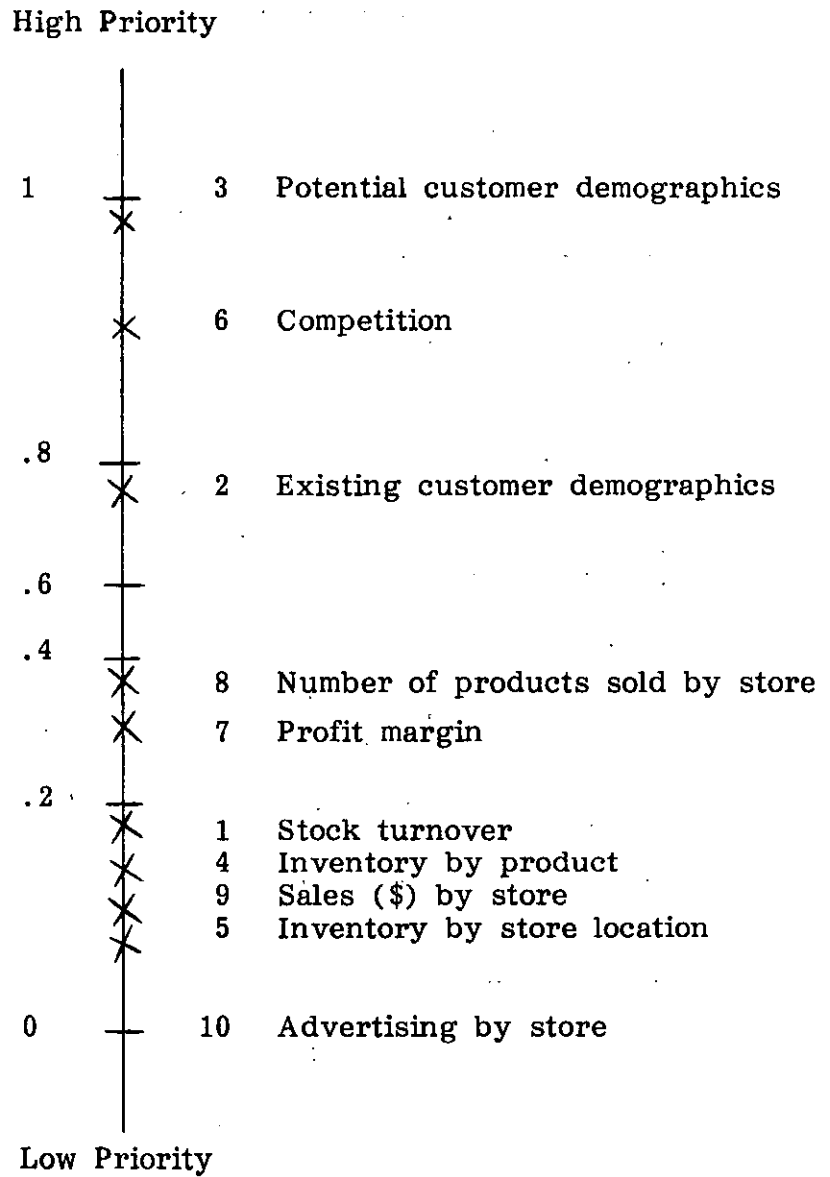 High Priority
1 3 Potential customer demographics
6 Competition
.8
2 Existing customer demographics
.6
.4
8 Number of products sold by store
7 Profit margin
.2
1 Stock turnover
4 Inventory by product
9 Sales ($) by store
5 Inventory by store location
0 10 Advertising by store
Low Priority